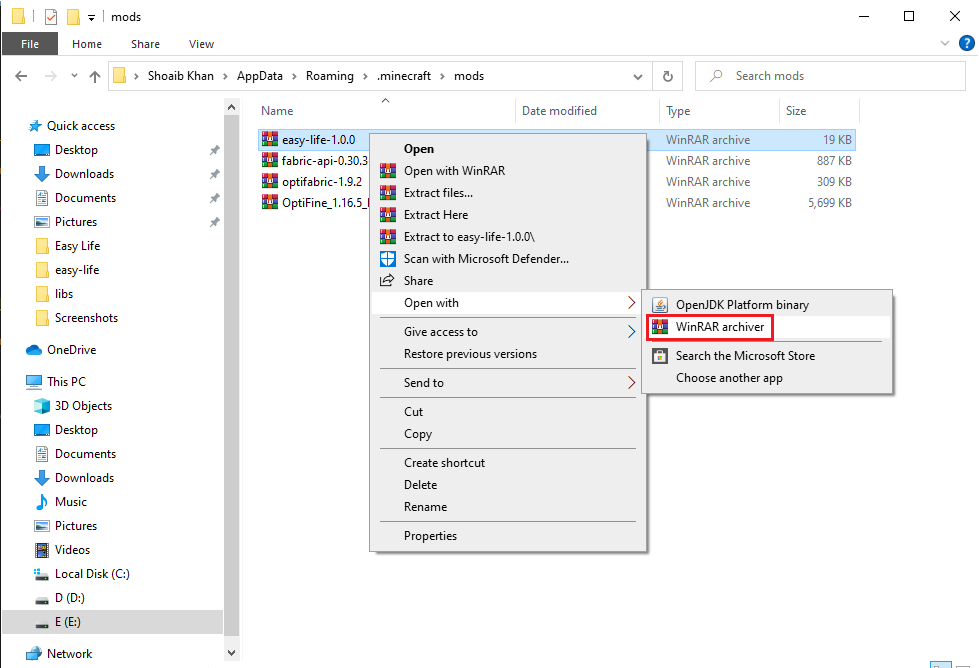 mods
File Home Share View
Shoaib Khan > AppData > Roaming > .minecraft > mods
Search mods
Name Date modified Type Size
Quick access
Desktop
Downloads
Documents
Pictures
Easy Life
easy-life
libs
Screenshots
OneDrive
This PC
3D Objects
Desktop
Documents
Downloads
Music
Pictures
Videos
Local Disk (C:)
D (D:)
E (E:)
Network
easy-life-1.0.0 WinRAR archive 19 KB
fabric-api-0.30.3 WinRAR archive 887 KB
optifabric-1.9.2 WinRAR archive 309 KB
OptiFine_1.16.5_ WinRAR archive 5,699 KB
Open
Open with WinRAR
Extract files...
Extract Here
Extract to easy-life-1.0.0\
Scan with Microsoft Defender...
Share
Open with
Give access to
Restore previous versions
Send to
Cut
Copy
Create shortcut
Delete
Rename
Properties
OpenJDK Platform binary
WinRAR archiver
Search the Microsoft Store
Choose another app